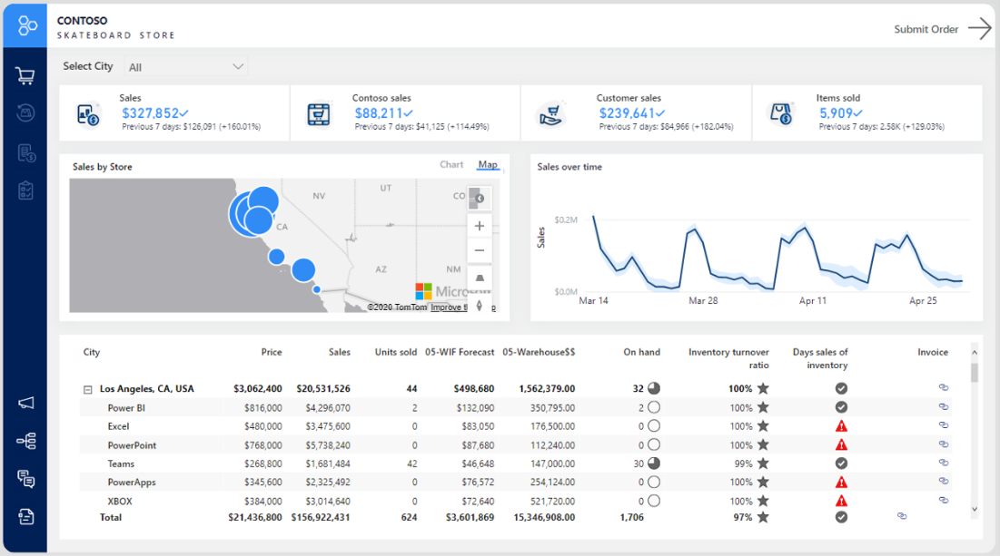 CONTOSO
SKATEBOARD STORE
Submit Order
Select City All
Sales
$327,852
Previous 7 days: $126,091 (+160.01%)
Contoso sales
$88,211
Previous 7 days: $41,125 (+114.49%)
Customer sales
$239,641
Previous 7 days: $84,966 (+182.04%)
Items sold
5,909
Previous 7 days: 2.58K (+129.03%)
Sales by Store
Chart Map
NV
UT
CO
CA
AZ
NM
©2020 TomTom
Sales over time
Sales
$0.2M
$0.0M
Mar 14 Mar 28 Apr 11 Apr 25
City Price Sales Units sold 05-WIF Forecast 05-Warehouse$$ On hand Inventory turnover ratio Days sales of inventory Invoice
Los Angeles, CA, USA $3,062,400 $20,531,526 44 $498,680 1,562,379.00 32 100%
Power BI $816,000 $4,296,070 2 $132,090 350,795.00 2 100%
Excel $480,000 $3,475,600 0 $83,050 176,500.00 0 100%
PowerPoint $768,000 $5,738,240 0 $87,680 112,240.00 0 100%
Teams $268,800 $1,681,484 42 $46,648 147,000.00 30 99%
PowerApps $345,600 $2,325,492 0 $76,572 254,124.00 0 100%
XBOX $384,000 $3,014,640 0 $72,640 521,720.00 0 100%
Total $21,436,800 $156,922,431 624 $3,601,869 15,346,908.00 1,706 97%